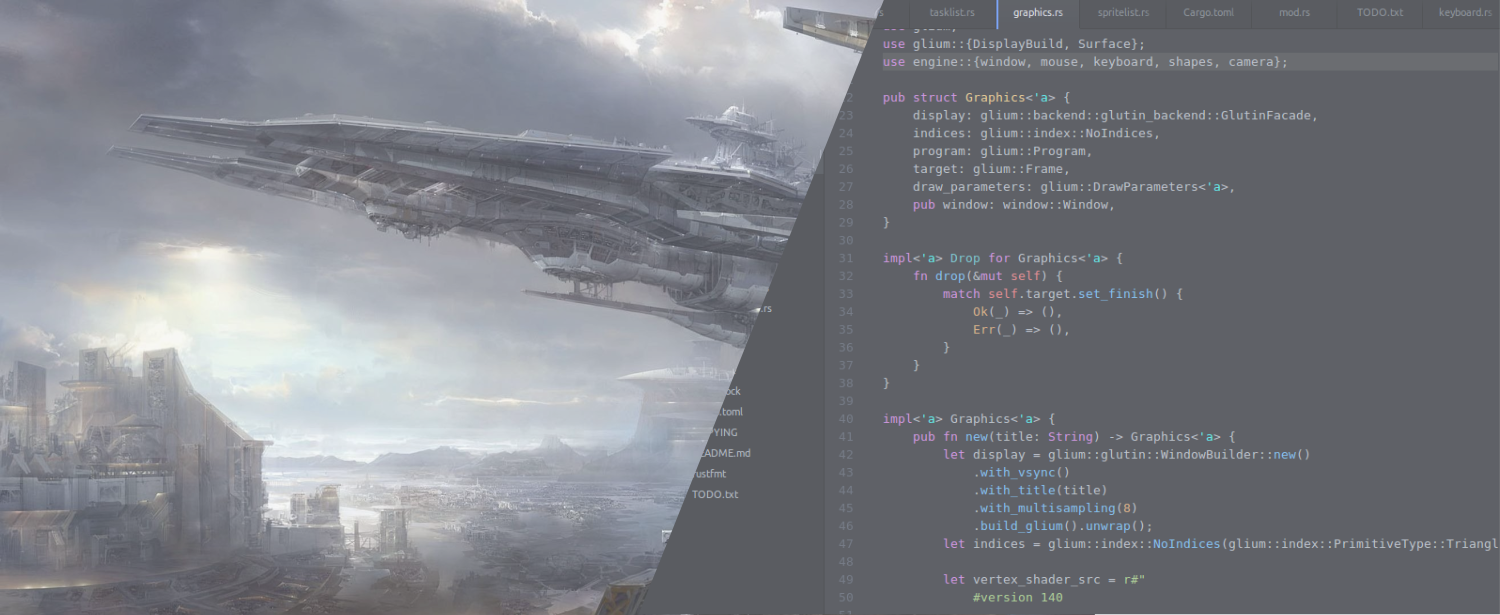 s tasklist.rs graphics.rs spritelist.rs Cargo.toml mod.rs TODO.txt keyboard.rs
use glium;
use glium::{DisplayBuild, Surface};
use engine::{window, mouse, keyboard, shapes, camera};
2 pub struct Graphics<'a> {
23 display: glium::backend::glutin_backend::GlutinFacade,
24 indices: glium::index::NoIndices,
25 program: glium::Program,
26 target: glium::Frame,
27 draw_parameters: glium::DrawParameters<'a>,
28 pub window: window::Window,
29 }
30
31 impl<'a> Drop for Graphics<'a> {
32 fn drop(&mut self) {
33 match self.target.set_finish() {
34 Ok(_) => (),
35 Err(_) => (),
36 }
37 }
38 }
39
40 impl<'a> Graphics<'a> {
41 pub fn new(title: String) -> Graphics<'a> {
42 let display = glium::glutin::WindowBuilder::new()
43 .with_vsync()
44 .with_title(title)
45 .with_multisampling(8)
46 .build_glium().unwrap();
47 let indices = glium::index::NoIndices(glium::index::PrimitiveType::Triangl
48
49 let vertex_shader_src = r#"
50 #version 140
.rs
ock
.toml
YING
ADME.md
ustfmt
TODO.txt